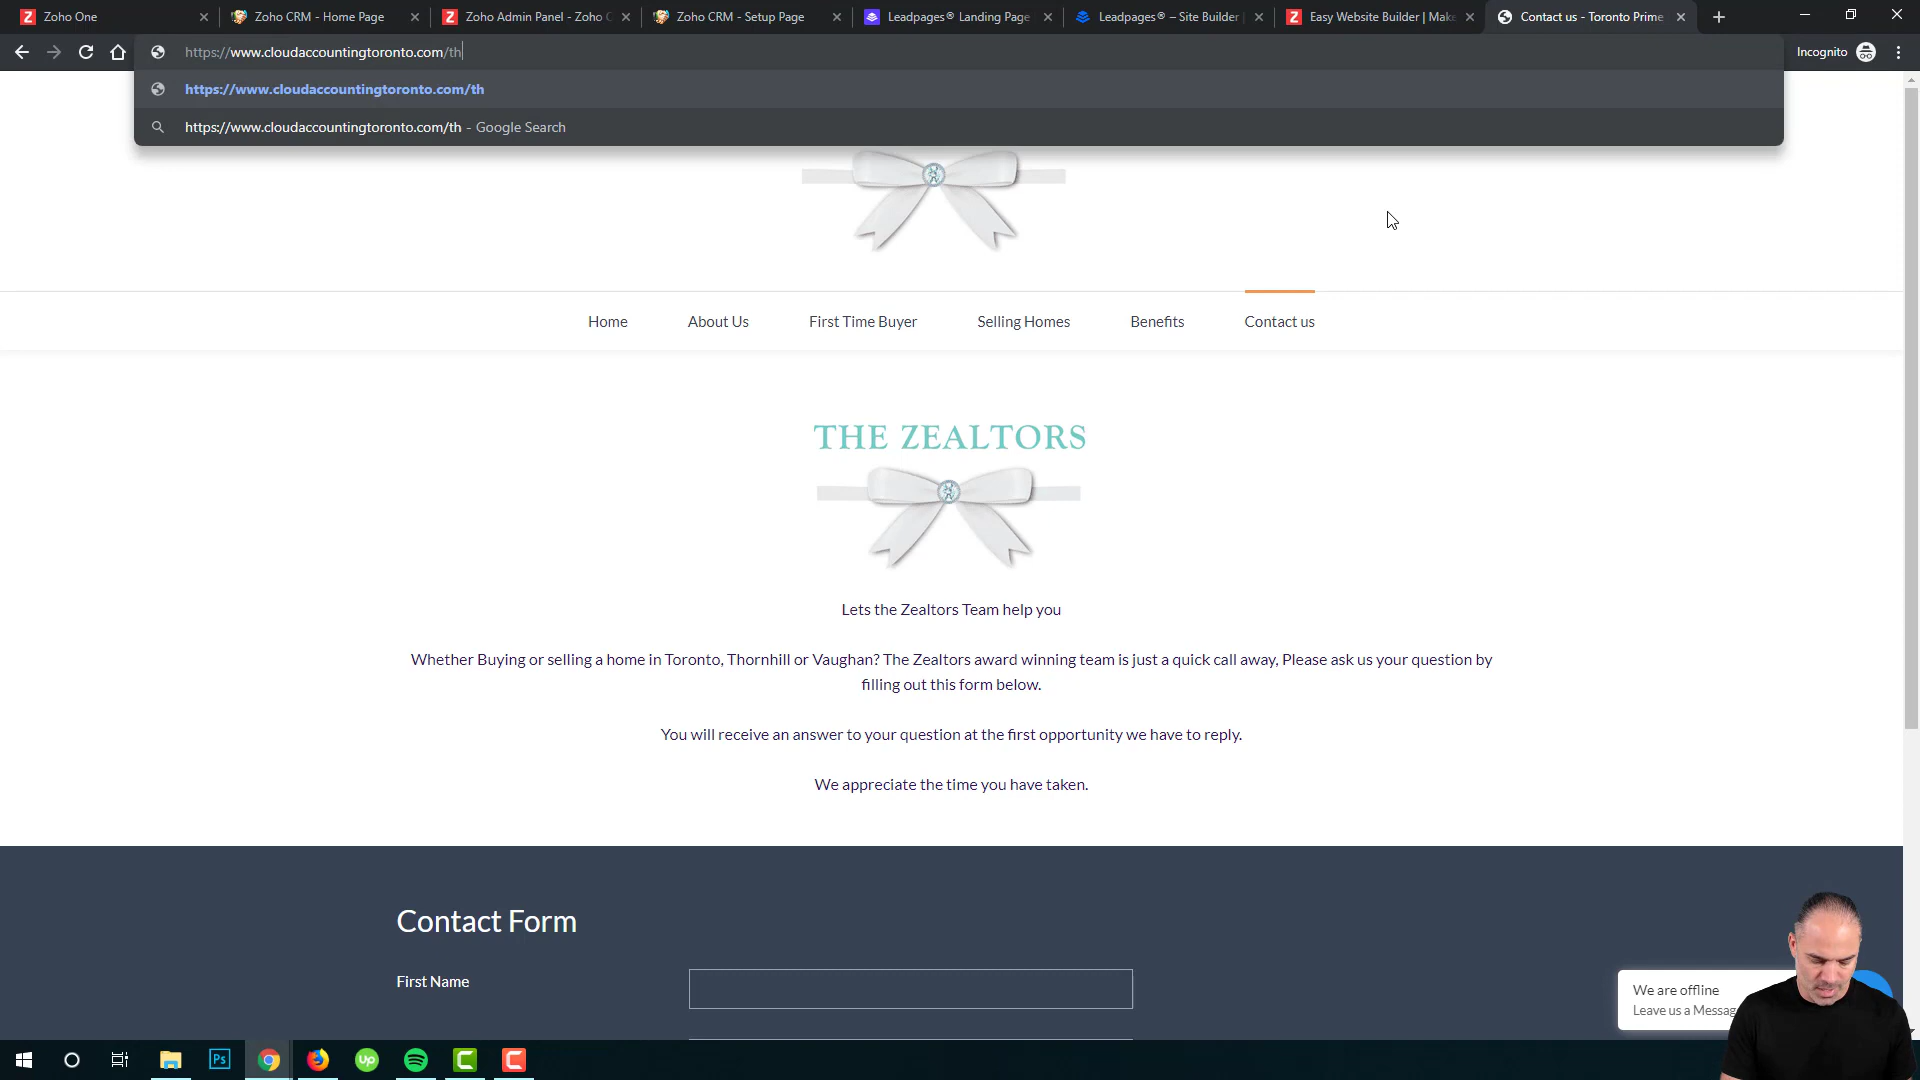 Zoho One
Zoho CRM - Home Page
Zoho Admin Panel - Zoho
Zoho CRM - Setup Page
Leadpages® Landing Page
Leadpages® – Site Builder
Easy Website Builder | Make
Contact us - Toronto Prime
https://www.cloudaccountingtoronto.com/th
Incognito
https://www.cloudaccountingtoronto.com/th
https://www.cloudaccountingtoronto.com/th - Google Search
Home
About Us
First Time Buyer
Selling Homes
Benefits
Contact us
THE ZEALTORS
Lets the Zealtors Team help you
Whether Buying or selling a home in Toronto, Thornhill or Vaughan? The Zealtors award winning team is just a quick call away, Please ask us your question by
filling out this form below.
You will receive an answer to your question at the first opportunity we have to reply.
We appreciate the time you have taken.
Contact Form
First Name
We are offline
Leave us a Messag
Ps
Up